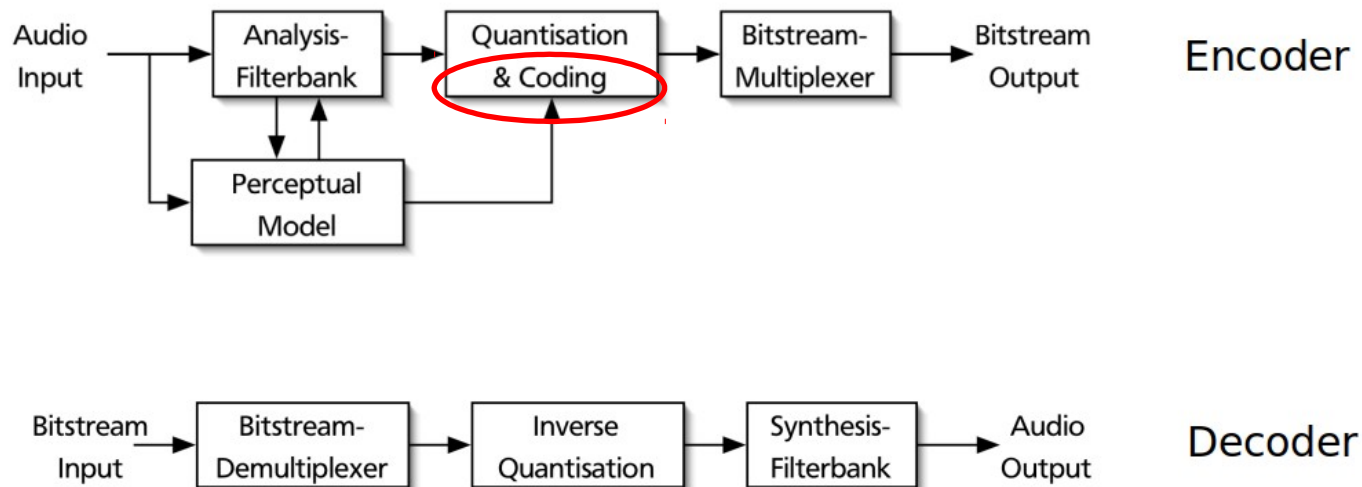 Audio
Input
Analysis-
Filterbank
Quantisation
& Coding
Bitstream-
Multiplexer
Bitstream
Output
Encoder
Perceptual
Model
Bitstream
Input
Bitstream-
Demultiplexer
Inverse
Quantisation
Synthesis-
Filterbank
Audio
Output
Decoder